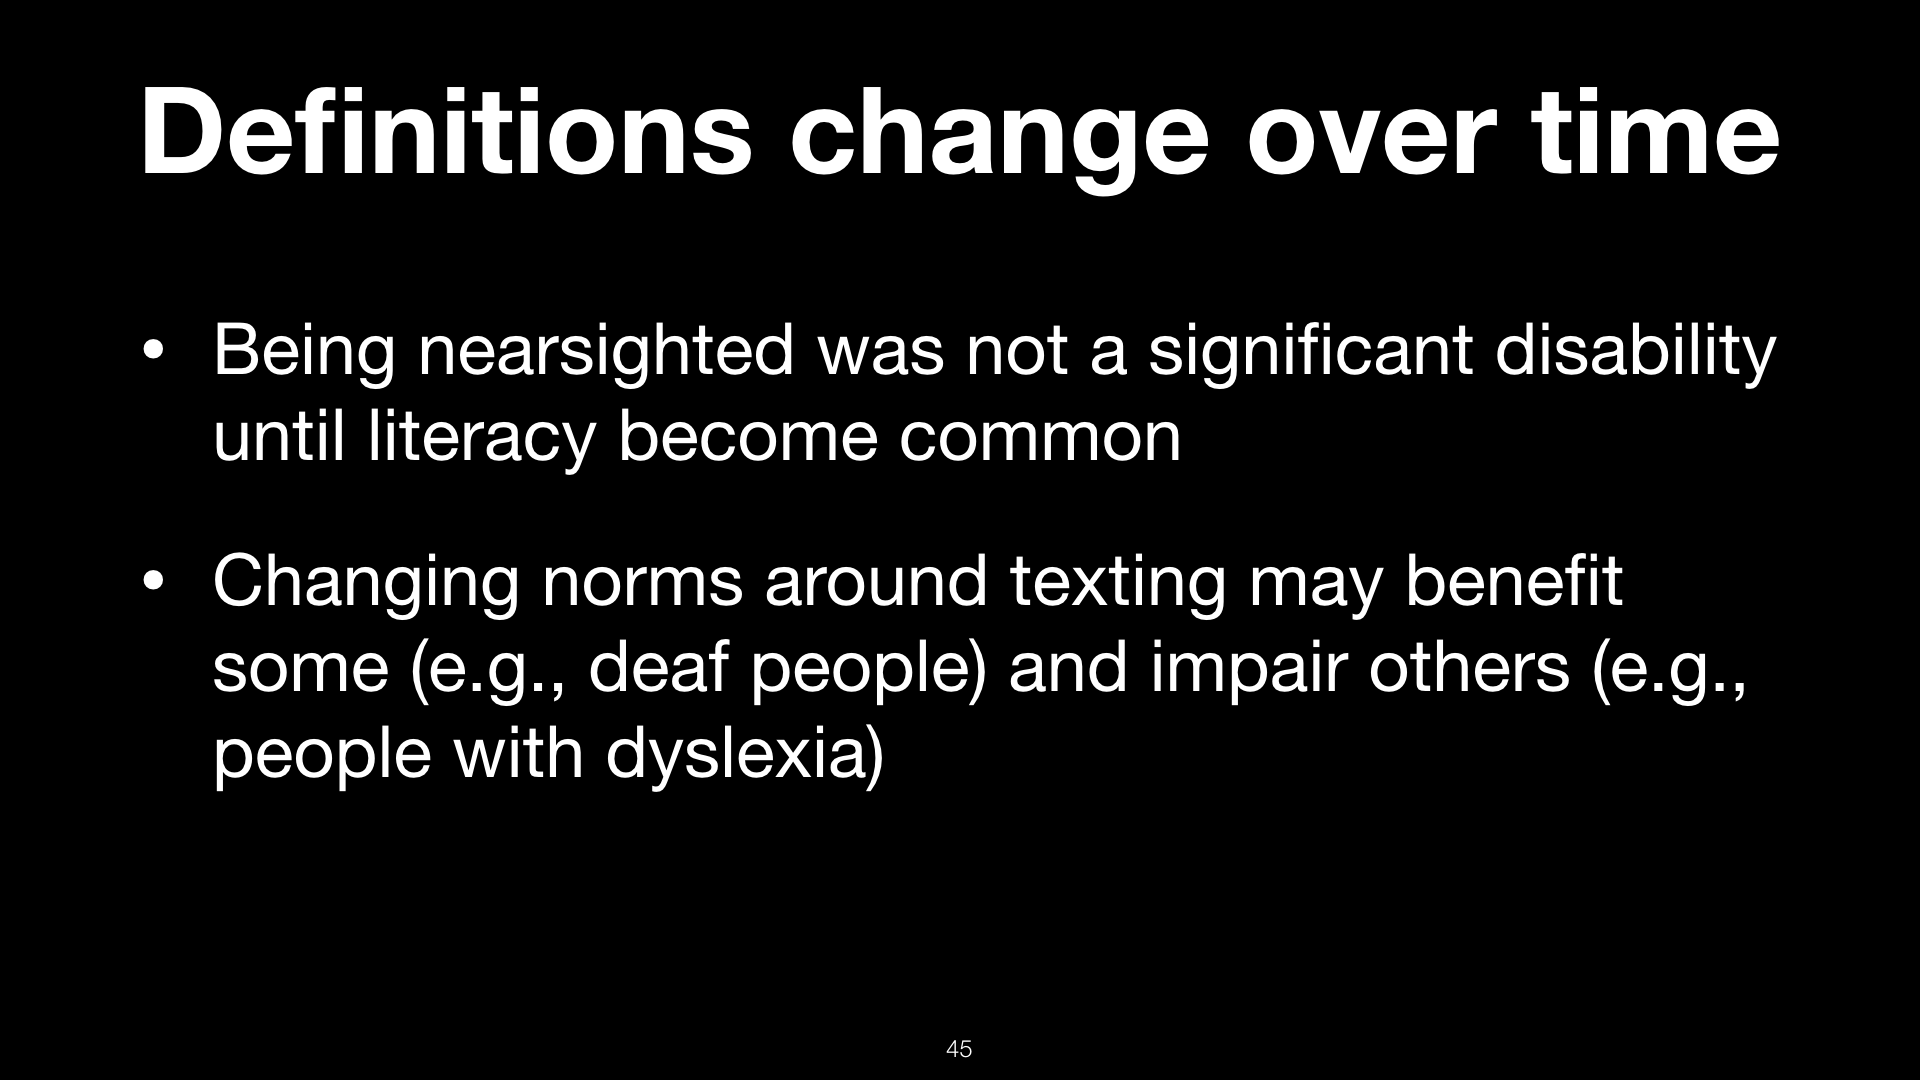 Definitions change over time
• Being nearsighted was not a significant disability
until literacy become common
• Changing norms around texting may benefit
some (e.g., deaf people) and impair others (e.g.,
people with dyslexia)
45